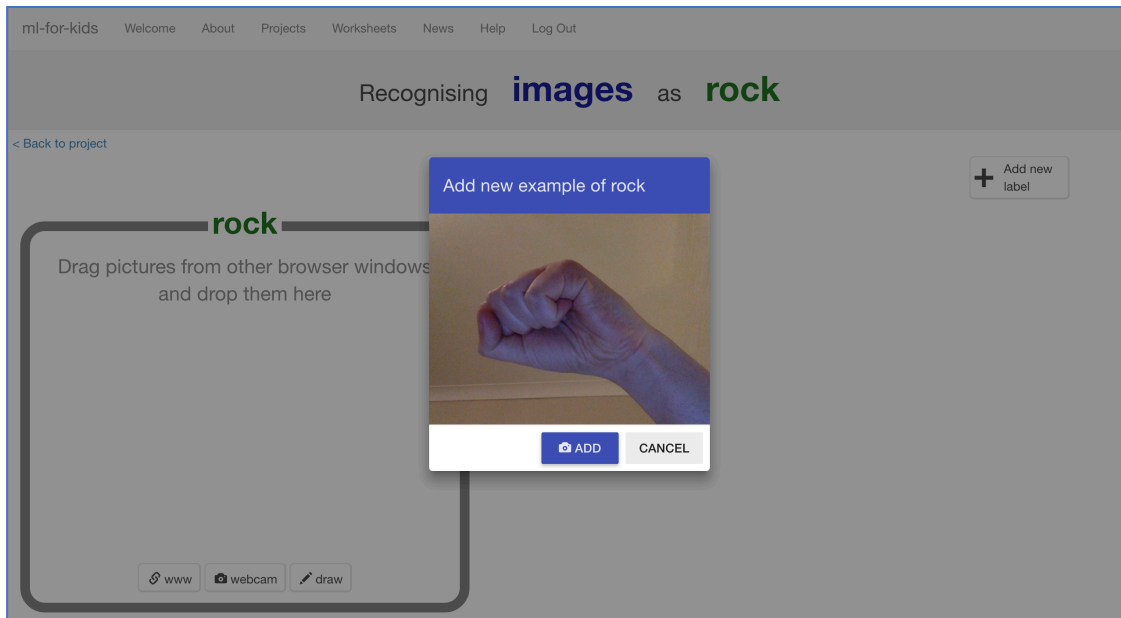 ml-for-kids Welcome About Projects Worksheets News Help Log Out
Recognising images as rock
< Back to project
Add new
label
Add new example of rock
rock
Drag pictures from other browser windows
and drop them here
ADD CANCEL
www webcam draw